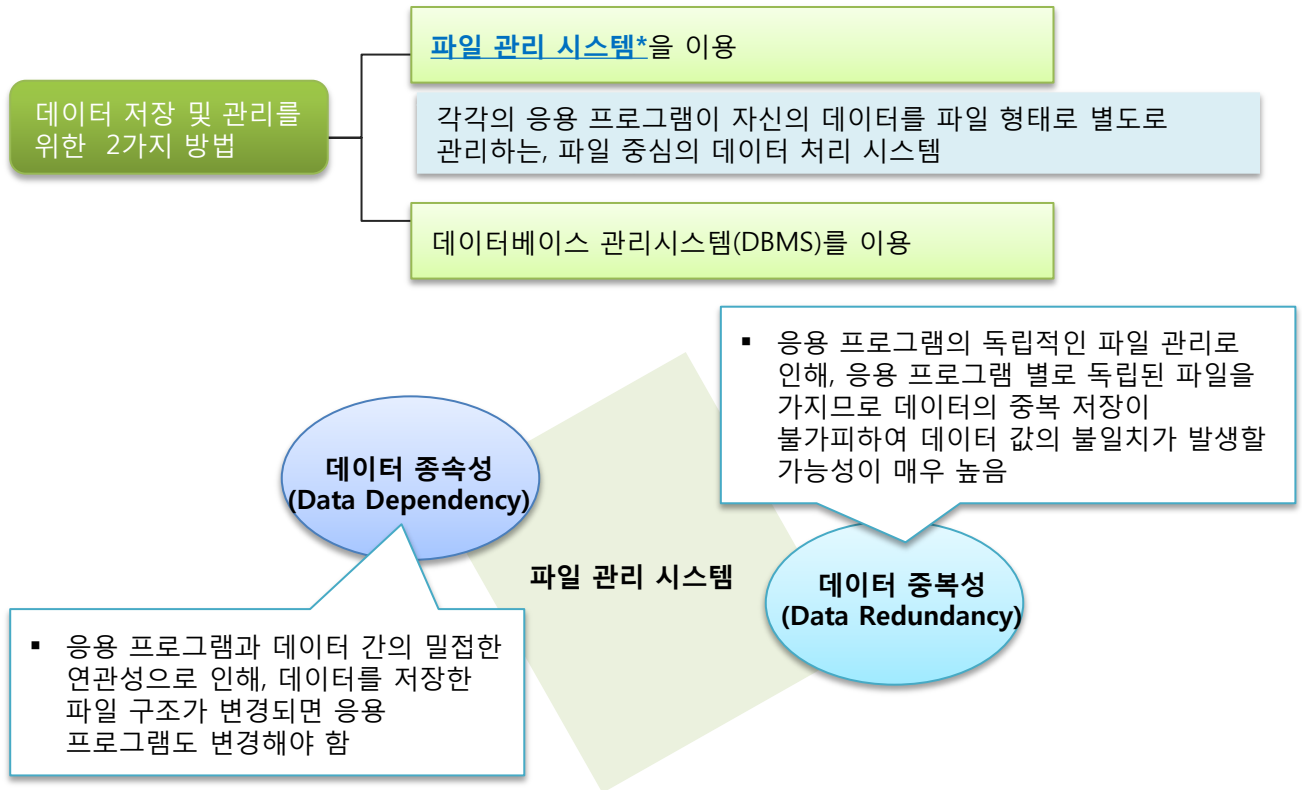 파일 관리 시스템*을 이용
데이터 저장 및 관리를
위한 2가지 방법
각각의 응용 프로그램이 자신의 데이터를 파일 형태로 별도로
관리하는, 파일 중심의 데이터 처리 시스템
데이터베이스 관리시스템(DBMS)를 이용
▪ 응용 프로그램의 독립적인 파일 관리로
인해, 응용 프로그램 별로 독립된 파일을
가지므로 데이터의 중복 저장이
불가피하여 데이터 값의 불일치가 발생할
가능성이 매우 높음
데이터 종속성
(Data Dependency)
파일 관리 시스템
데이터 중복성
(Data Redundancy)
▪ 응용 프로그램과 데이터 간의 밀접한
연관성으로 인해, 데이터를 저장한
파일 구조가 변경되면 응용
프로그램도 변경해야 함